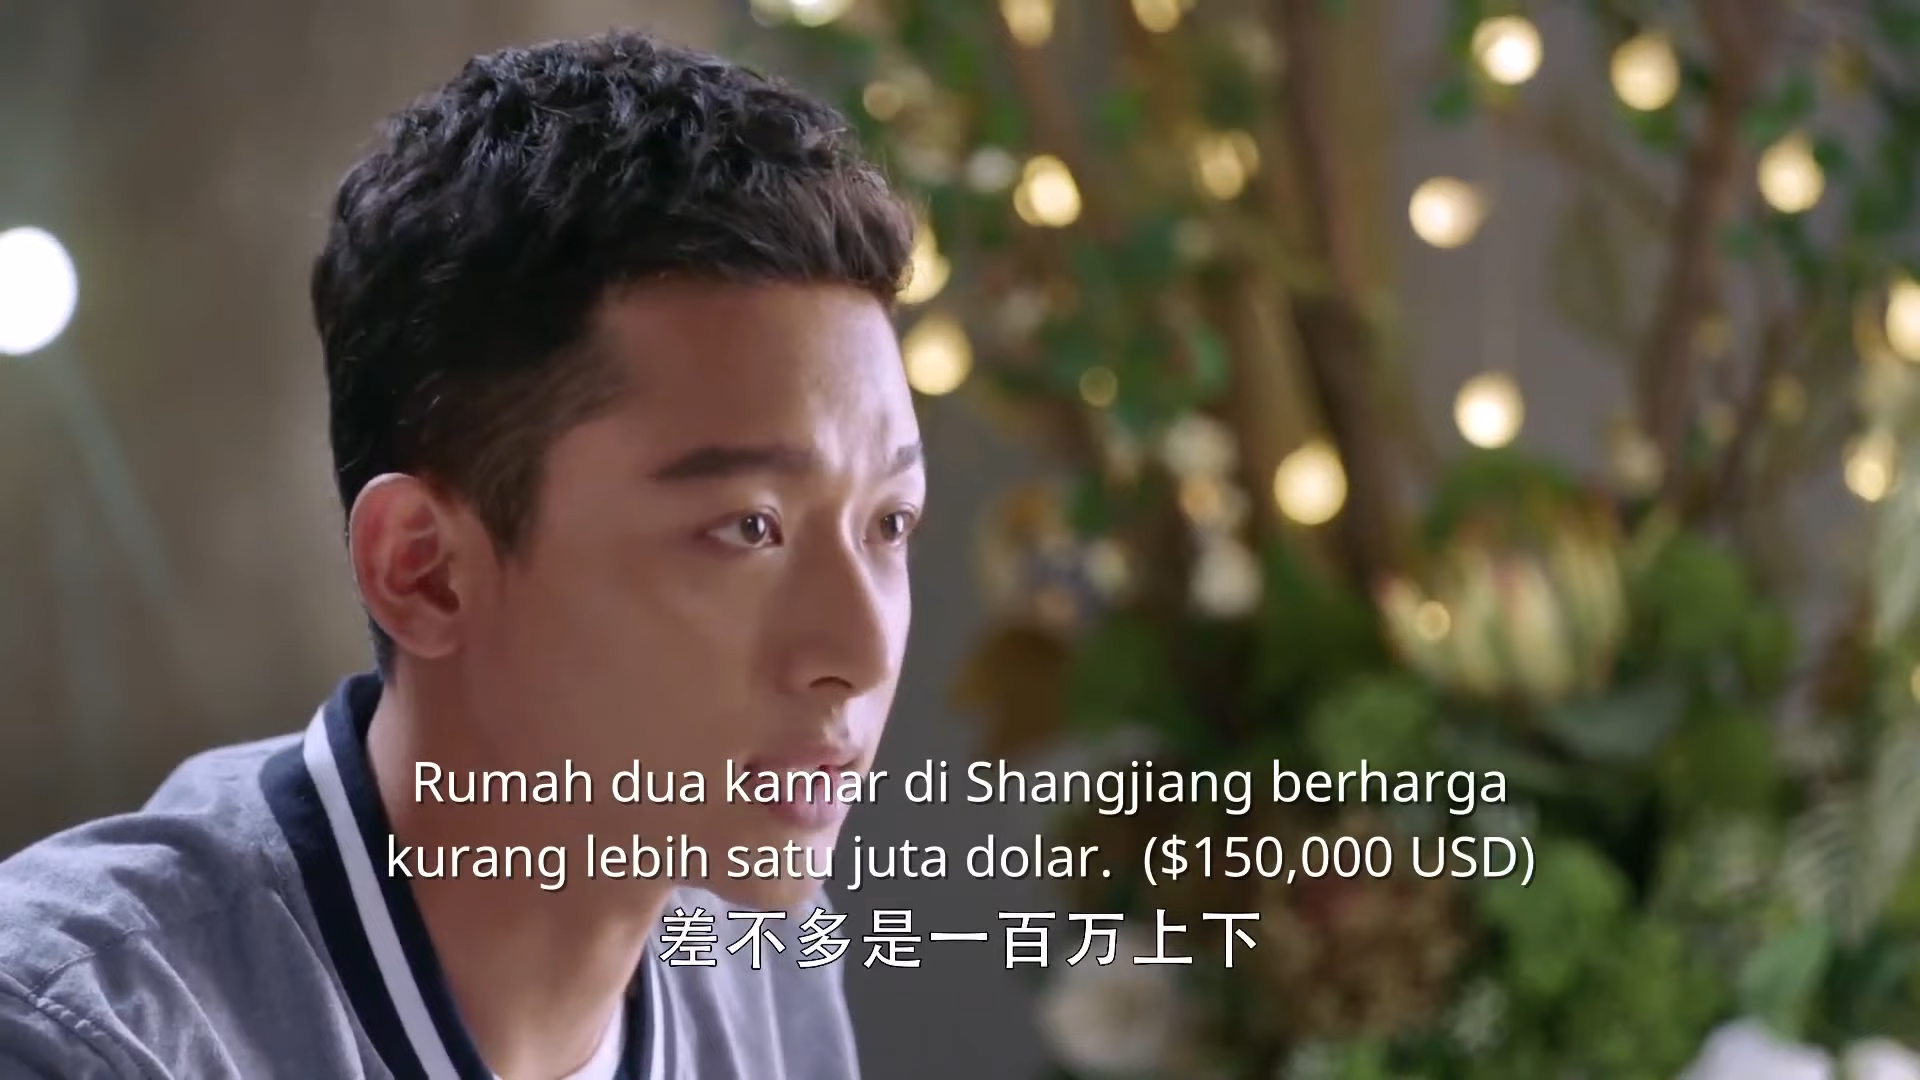 Rumah dua kamar di Shangjiang berharga
kurang lebih satu juta dolar. ($150,000 USD)
差不多是一百万上下